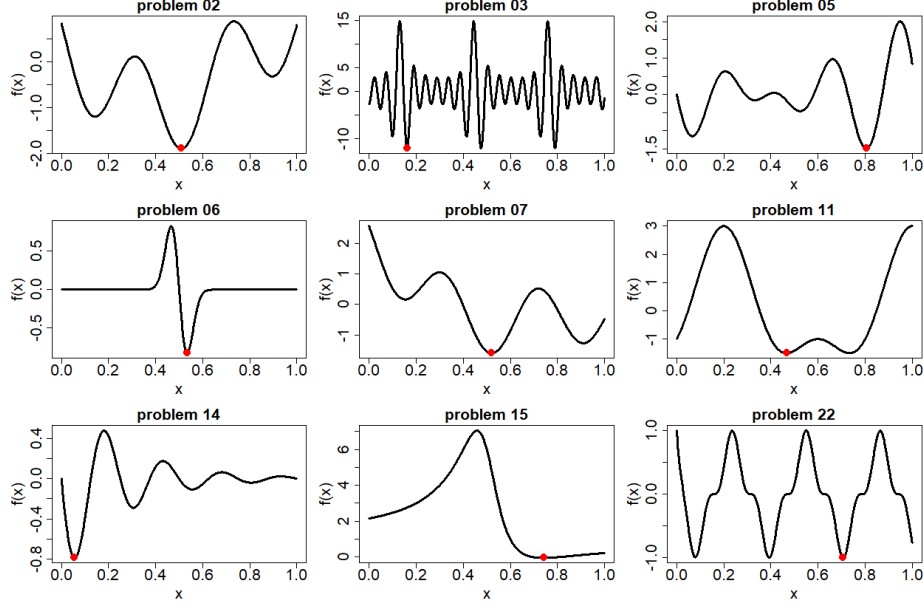 problem 02
problem 03
problem 05
f(x)
-2.0 -1.0 0.0
0.0 0.2 0.4 0.6 0.8 1.0
x
f(x)
-10 0 5 15
0.0 0.2 0.4 0.6 0.8 1.0
x
f(x)
-1.5 0.0 1.0 2.0
0.0 0.2 0.4 0.6 0.8 1.0
x
problem 06
problem 07
problem 11
f(x)
-0.5 0.0 0.5
0.0 0.2 0.4 0.6 0.8 1.0
x
f(x)
-1 0 1 2
0.0 0.2 0.4 0.6 0.8 1.0
x
f(x)
-1 0 1 2 3
0.0 0.2 0.4 0.6 0.8 1.0
x
problem 14
problem 15
problem 22
f(x)
-0.8 -0.4 0.0 0.4
0.0 0.2 0.4 0.6 0.8 1.0
x
f(x)
0 2 4 6
0.0 0.2 0.4 0.6 0.8 1.0
x
f(x)
-1.0 0.0 1.0
0.0 0.2 0.4 0.6 0.8 1.0
x